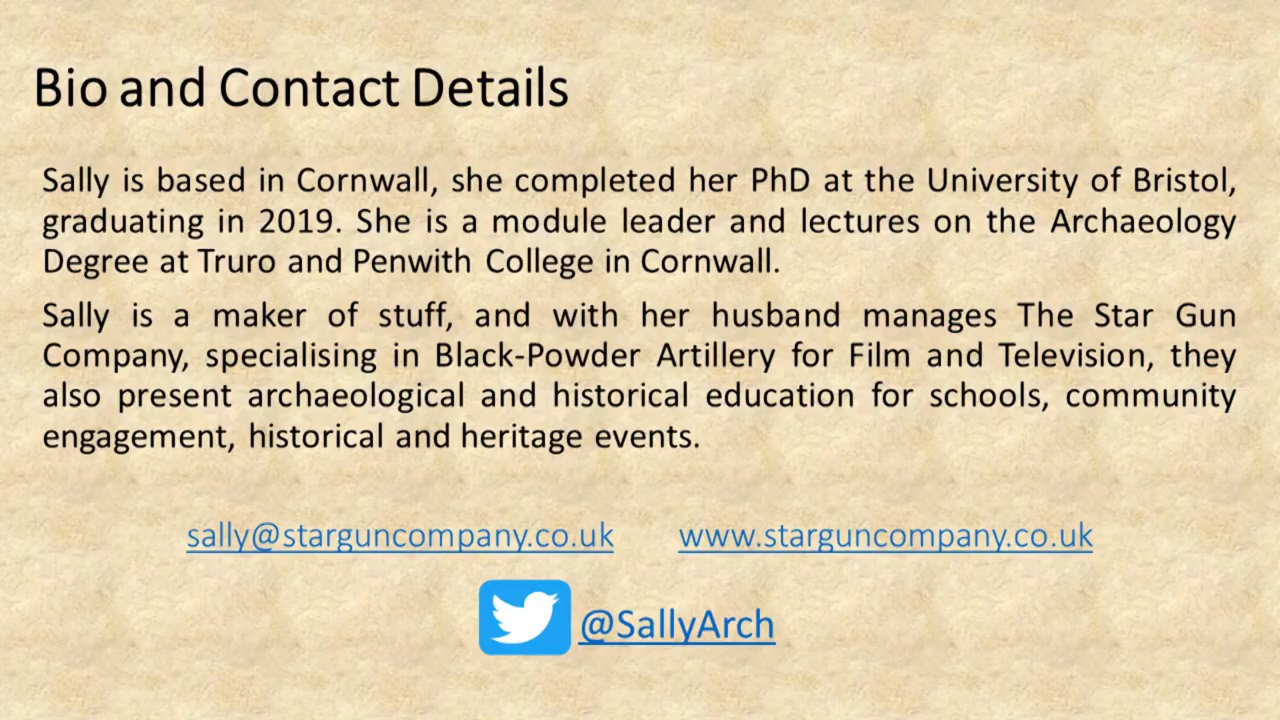 Bio and Contact Details
Sally is based in Cornwall, she completed her PhD at the University of Bristol,
graduating in 2019. She is a module leader and lectures on the Archaeology
Degree at Truro and Penwith College in Cornwall.
Sally is a maker of stuff, and with her husband manages The Star Gun
Company, specialising in Black-Powder Artillery for Film and Television, they
also present archaeological and historical education for schools, community
engagement, historical and heritage events.
sally@starguncompany.co.uk www.starguncompany.co.uk
@SallyArch